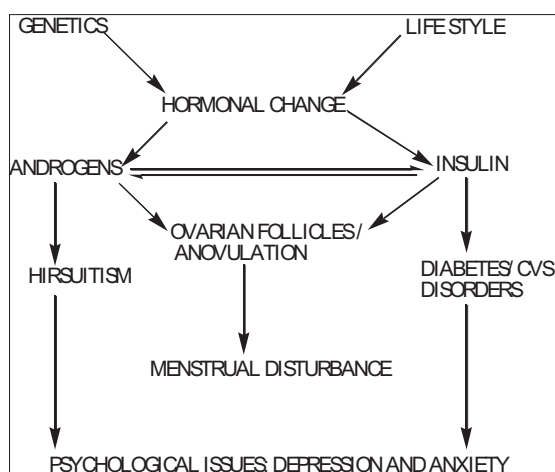 GENETICS
LIFE STYLE
HORMONAL CHANGE
ANDROGENS
INSULIN
OVARIAN FOLLICLES/
ANOVULATION
HIRSUITISM
DIABETES/ CVS
DISORDERS
MENSTRUAL DISTURBANCE
PSYCHOLOGICAL ISSUES: DEPRESSION AND ANXIETY